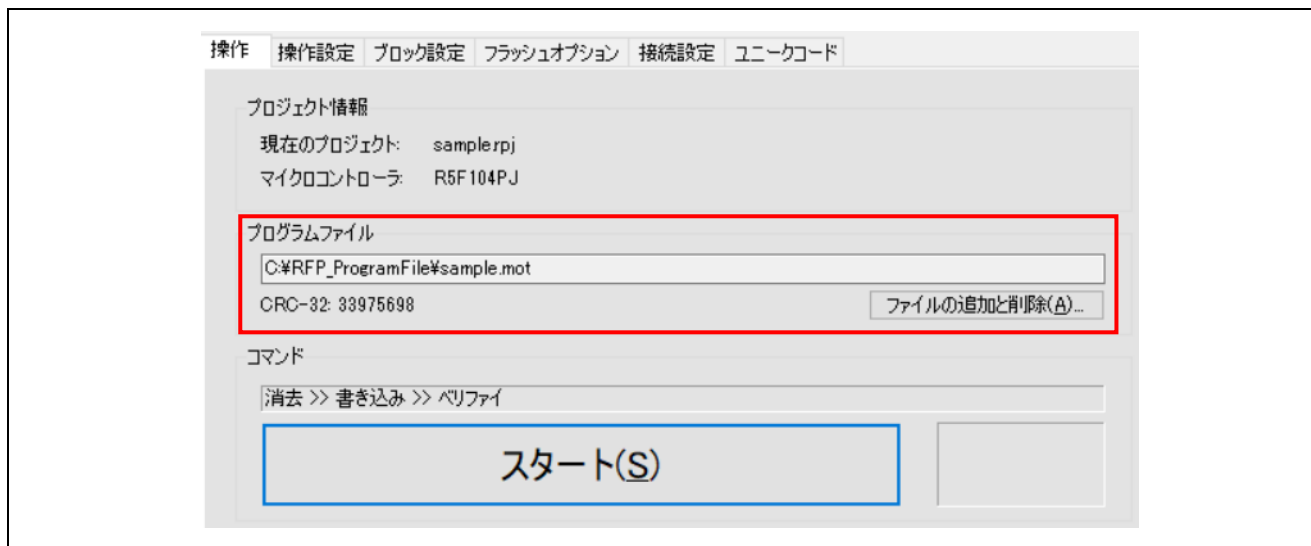 操作 操作設定 ブロック設定 フラッシュオプション 接続設定 ユニークコード
プロジェクト情報
現在のプロジェクト: sample.rpj
マイクロコントローラ: R5F104PJ
プログラムファイル
C:¥RFP_ProgramFile¥sample.mot
CRC-32: 33975698 ファイルの追加と削除(A)...
コマンド
消去 >> 書き込み >> ベリファイ
スタート(S)